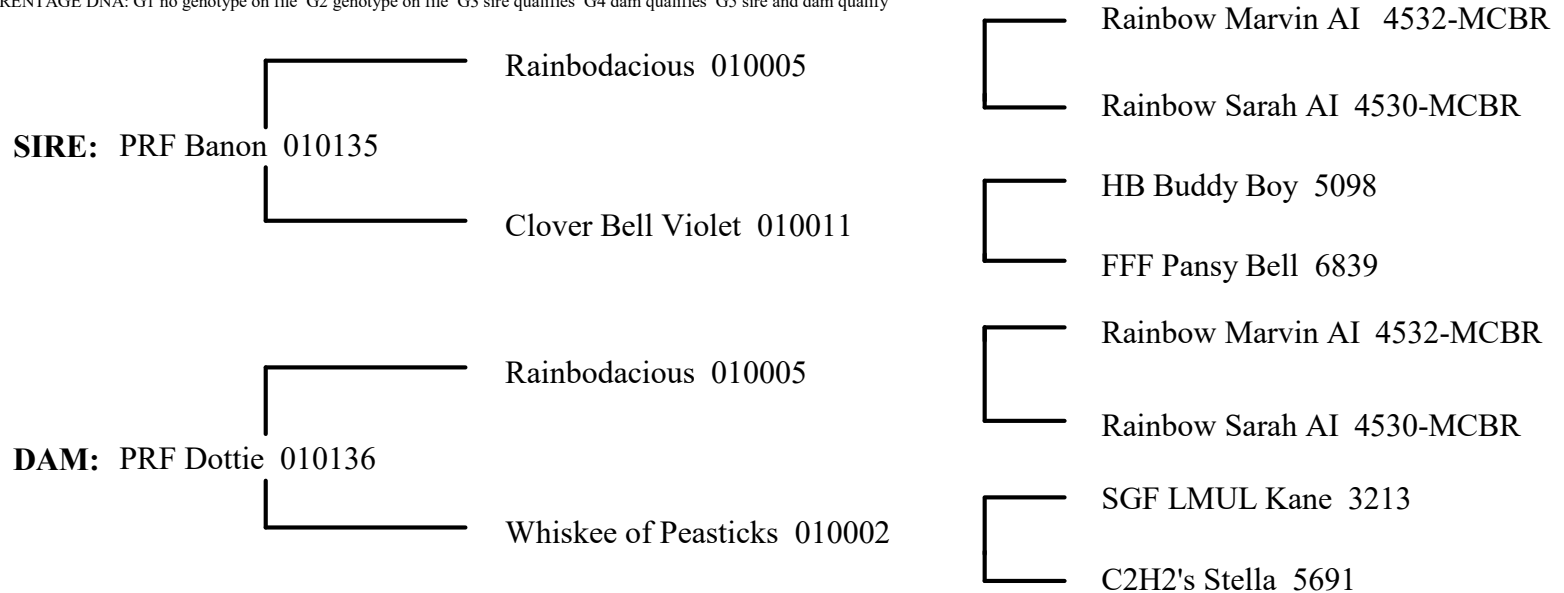 PARENTAGE DNA: G1 no genotype on file G2 genotype on file G3 sire qualifies G4 dam qualifies G5 sire and dam qualify
Rainbow Marvin AI 4532-MCBR
Rainbodacious 010005
Rainbow Sarah AI 4530-MCBR
SIRE: PRF Banon 010135
HB Buddy Boy 5098
Clover Bell Violet 010011
FFF Pansy Bell 6839
Rainbow Marvin AI 4532-MCBR
Rainbodacious 010005
Rainbow Sarah AI 4530-MCBR
DAM: PRF Dottie 010136
SGF LMUL Kane 3213
Whiskee of Peasticks 010002
C2H2's Stella 5691